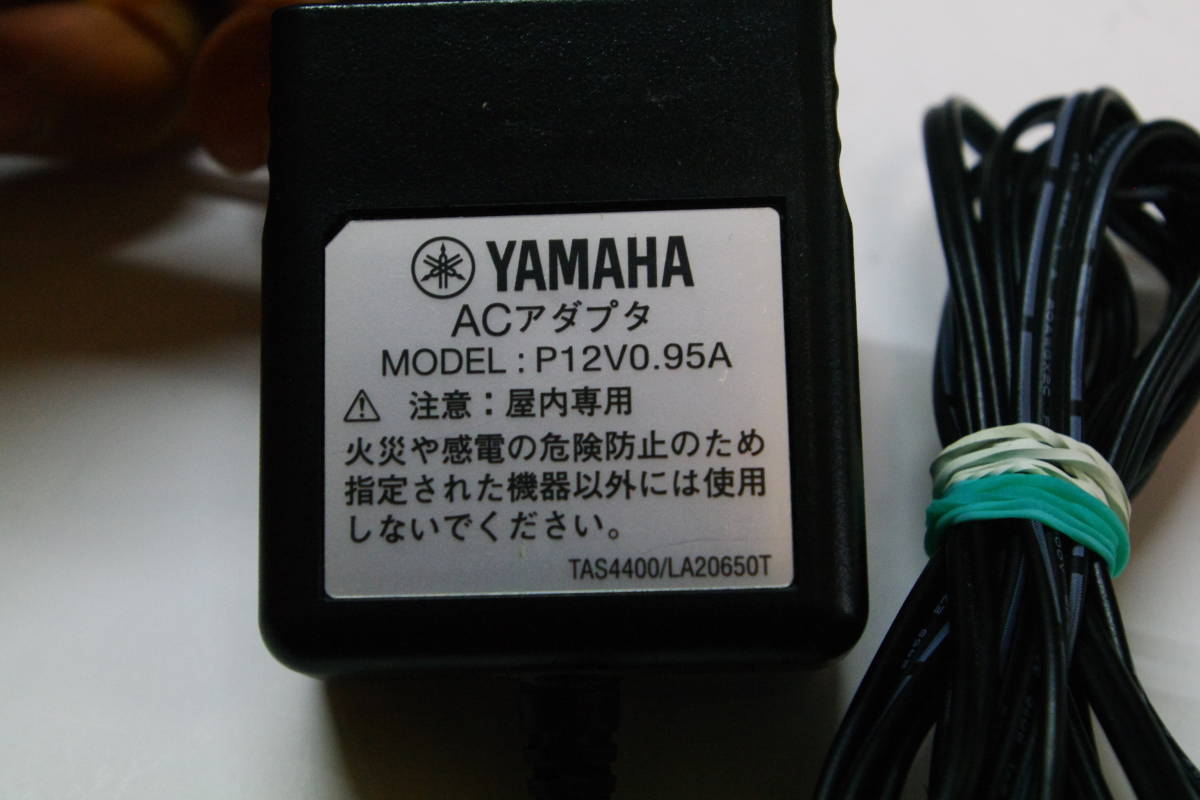 YAMAHA
ACアダプタ
MODEL : P12V0.95A
注意：屋内専用
火災や感電の危険防止のため
指定された機器以外には使用
しないでください。
TAS4400/LA20650T